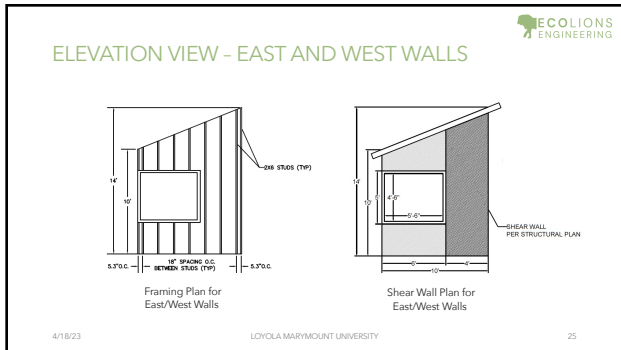 ECOLIONS
ENGINEERING
ELEVATION VIEW – EAST AND WEST WALLS
14'
10'
2X6 STUDS (TYP)
5.3"O.C.
18" SPACING O.C.
BETWEEN STUDS (TYP)
5.3"O.C.
Framing Plan for
East/West Walls
14'
10'
5'
4'-6"
5'-6"
SHEAR WALL
PER STRUCTURAL PLAN
6'
4'
10'
Shear Wall Plan for
East/West Walls
4/18/23
LOYOLA MARYMOUNT UNIVERSITY
25